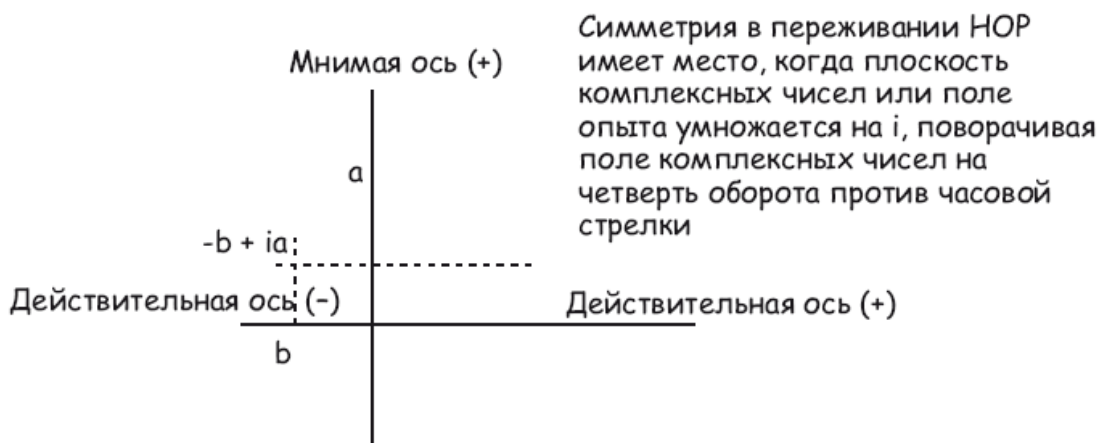 Симметрия в переживании НОР
имеет место, когда плоскость
комплексных чисел или поле
опыта умножается на i, поворачивая
поле комплексных чисел на
четверть оборота против часовой
стрелки
Мнимая ось (+)
a
-b + ia
Действительная ось (–)
Действительная ось (+)
b